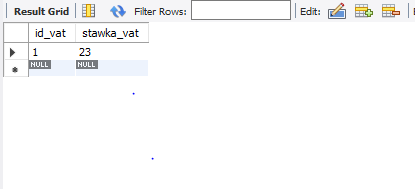 Result Grid Filter Rows: Edit: E
id_vat stawka_vat
1 23
NULL NULL